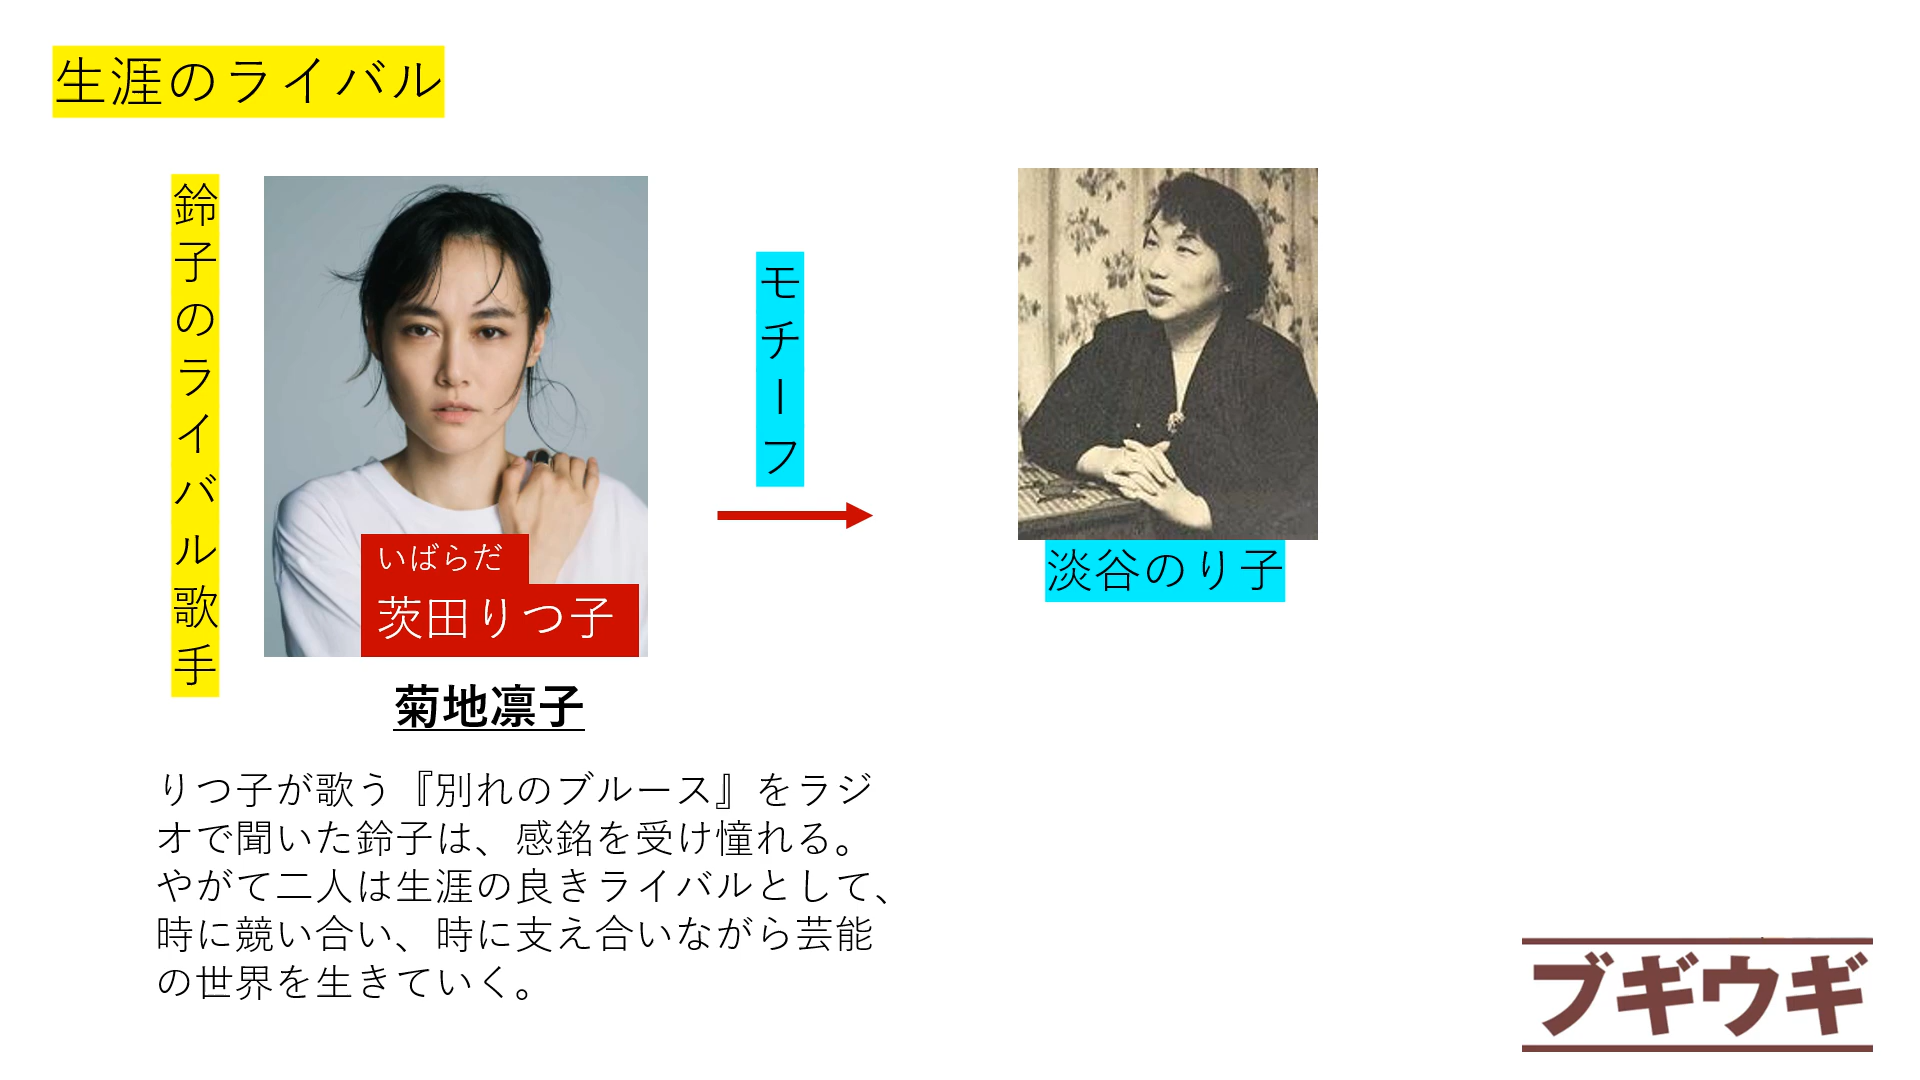 生涯のライバル
鈴子のライバル歌手
いばらだ
茨田りつ子
菊地凛子
モチーフ
淡谷のり子
りつ子が歌う『別れのブルース』をラジ
オで聞いた鈴子は、感銘を受け憧れる。
やがて二人は生涯の良きライバルとして、
時に競い合い、時に支え合いながら芸能
の世界を生きていく。
ブギウギ